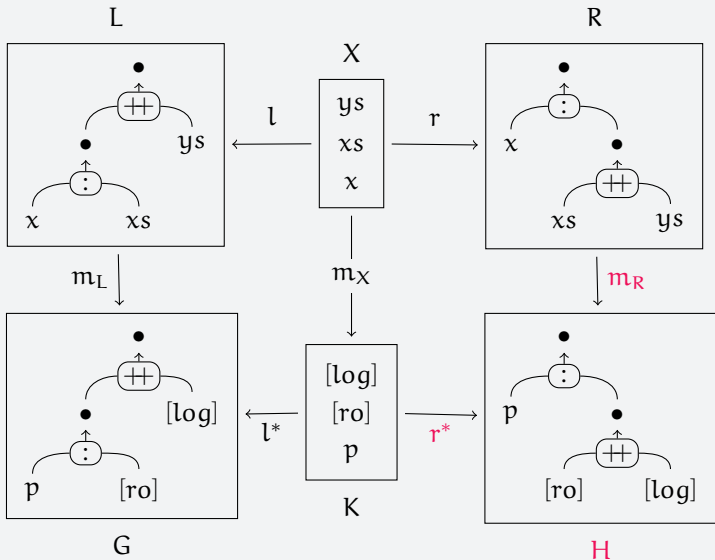 L
X
R
•
++
ys
•
:
x
xs
l
ys
xs
x
r
•
:
x
•
++
xs
ys
m_L
m_X
m_R
•
++
[log]
•
:
p
[ro]
l*
[log]
[ro]
p
r*
•
:
p
•
++
[ro]
[log]
G
K
H